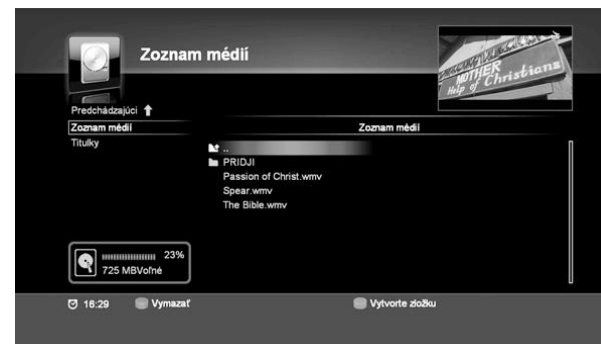 Zoznam médií
MOTHER
Help of Christians
Predchádzajúci
Zoznam médií
Titulky
Zoznam médií
..
PRIDJI
Passion of Christ.wmv
Spear.wmv
The Bible.wmv
23%
725 MBVoľné
16:29
Vymazať
Vytvorte zložku